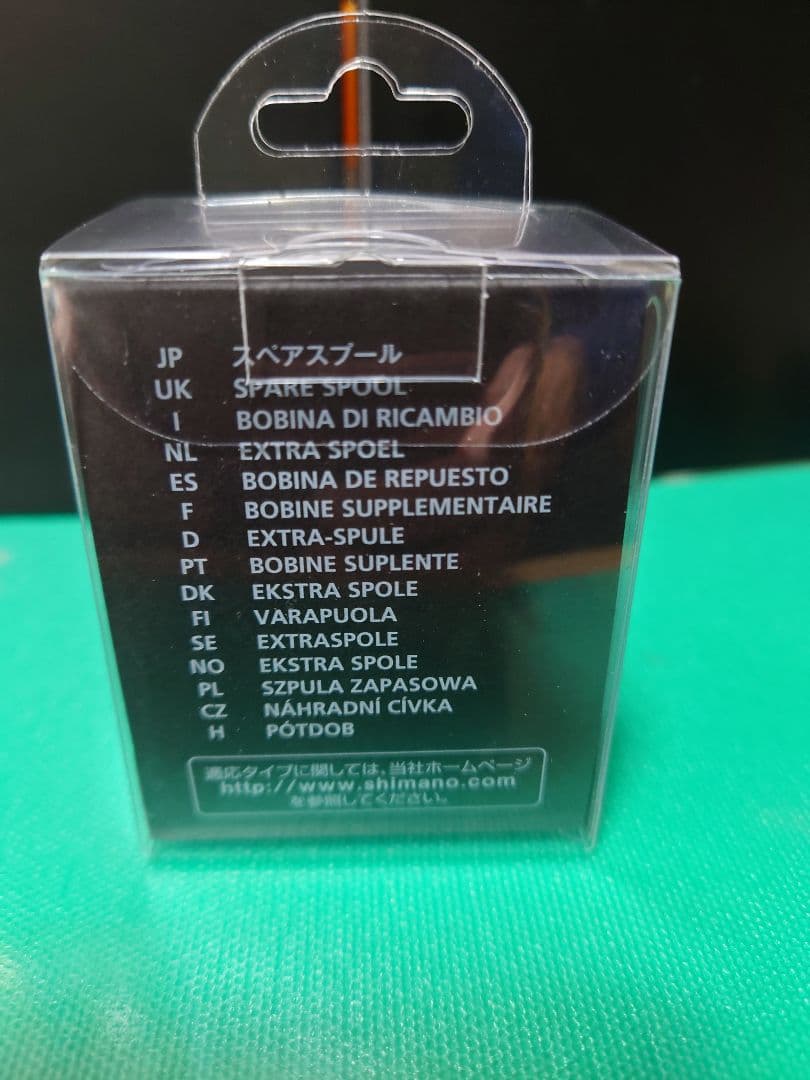 JP スペアスプール
UK SPARE SPOOL
I BOBINA DI RICAMBIO
NL EXTRA SPOEL
ES BOBINA DE REPUESTO
F BOBINE SUPPLEMENTAIRE
D EXTRA-SPULE
PT BOBINE SUPLENTE
DK EKSTRA SPOLE
FI VARAPUOLA
SE EXTRASPOLE
NO EKSTRA SPOLE
PL SZPULA ZAPASOWA
CZ NÁHRADNÍ CÍVKA
H PÓTDOB
適応タイプに関しては、当社ホームページ
http://www.shimano.com
を参照してください。